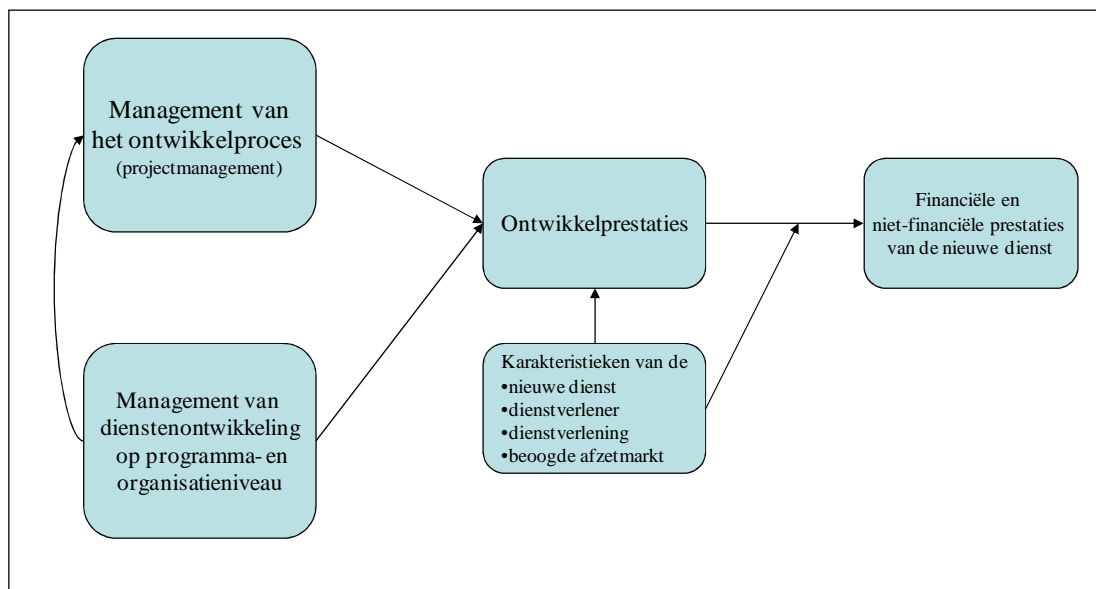 Management van
het ontwikkelproces
(projectmanagement)
Management van
dienstenontwikkeling
op programma- en
organisatieniveau
Ontwikkelprestaties
Karakteristieken van de
•nieuwe dienst
•dienstverlener
•dienstverlening
•beoogde afzetmarkt
Financiële en
niet-financiële prestaties
van de nieuwe dienst